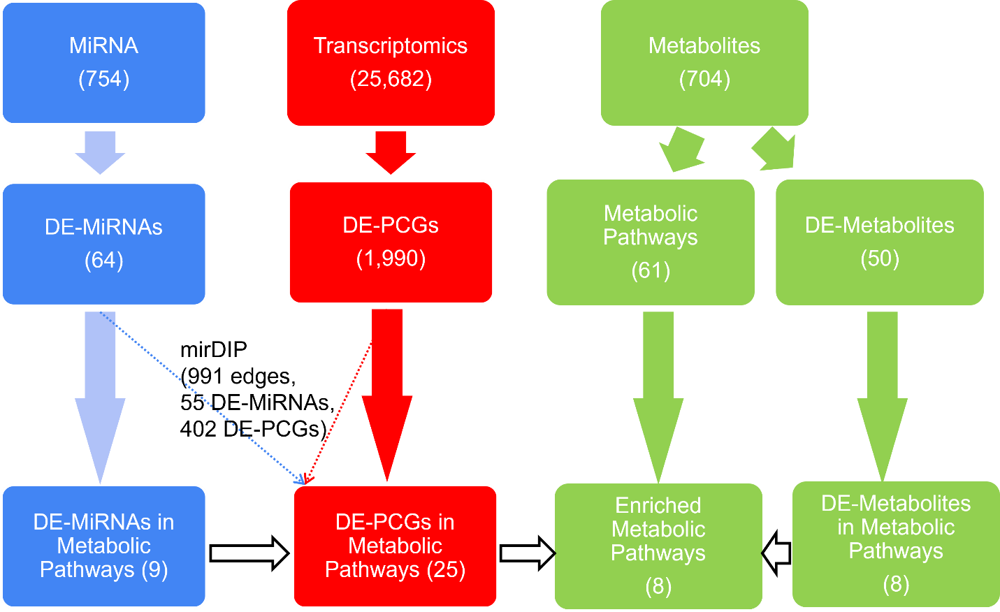 MiRNA
(754)
Transcriptomics
(25,682)
Metabolites
(704)
DE-MiRNAs
(64)
DE-PCGs
(1,990)
Metabolic
Pathways
(61)
DE-Metabolites
(50)
mirDIP
(991 edges,
55 DE-MiRNAs,
402 DE-PCGs)
DE-MiRNAs in
Metabolic
Pathways (9)
DE-PCGs in
Metabolic
Pathways (25)
Enriched
Metabolic
Pathways
(8)
DE-Metabolites
in Metabolic
Pathways
(8)